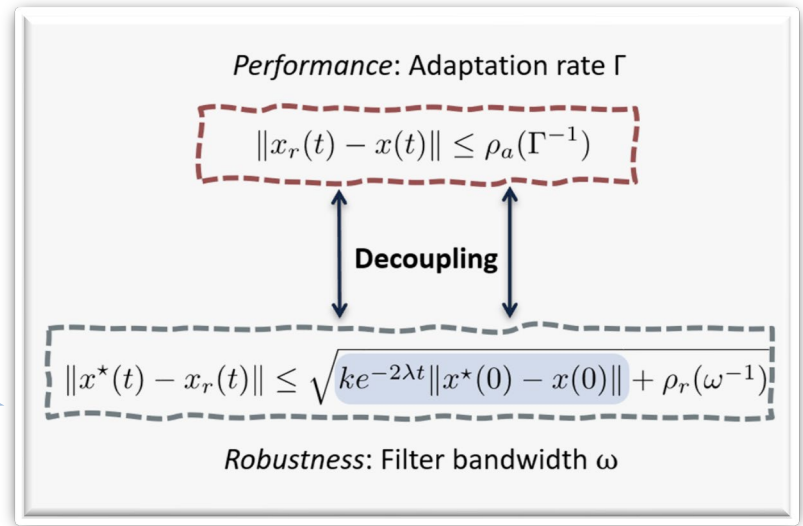 Performance: Adaptation rate Γ
‖x_r(t) − x(t)‖ ≤ ρ_a(Γ^{−1})
Decoupling
‖x^⋆(t) − x_r(t)‖ ≤ √(ke^{−2λt}‖x^⋆(0) − x(0)‖ + ρ_r(ω^{−1}))
Robustness: Filter bandwidth ω